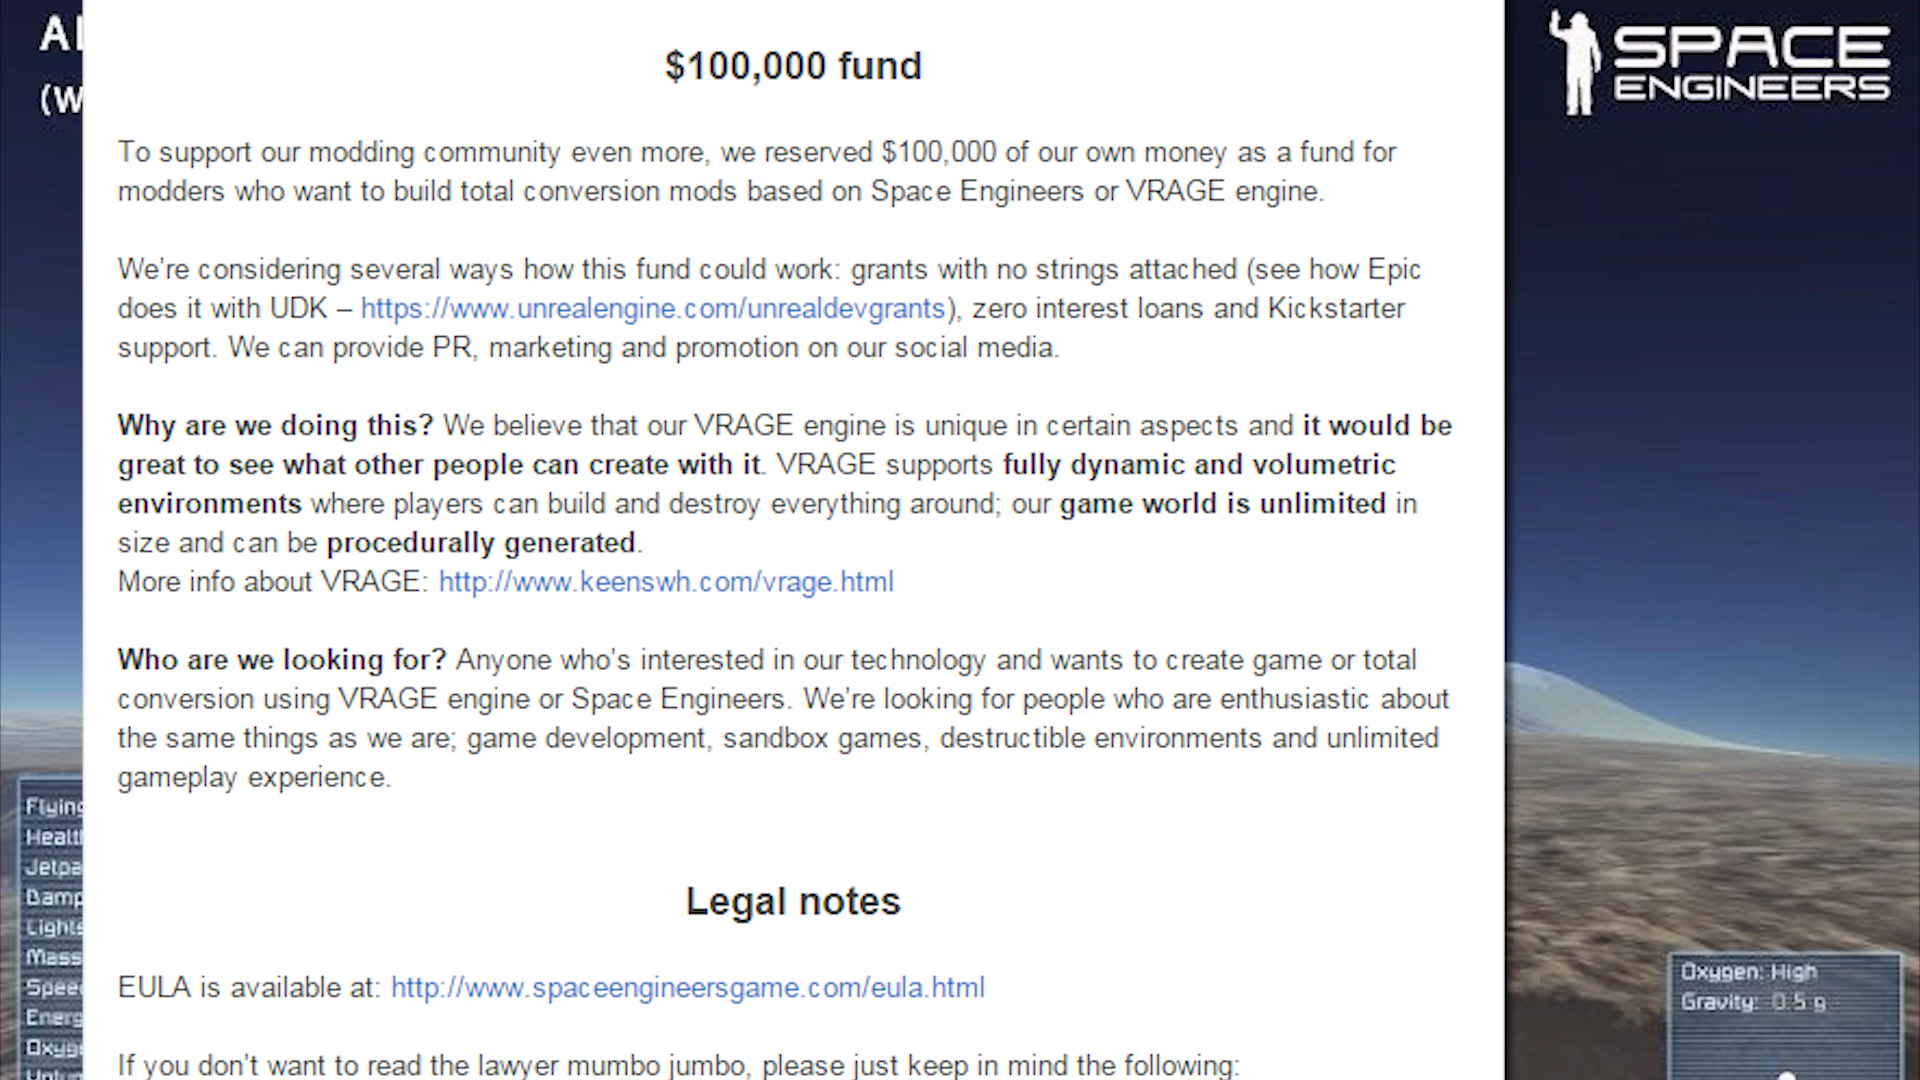 Al
(W
SPACE
ENGINEERS
$100,000 fund
To support our modding community even more, we reserved $100,000 of our own money as a fund for
modders who want to build total conversion mods based on Space Engineers or VRAGE engine.
We're considering several ways how this fund could work: grants with no strings attached (see how Epic
does it with UDK – https://www.unrealengine.com/unrealdevgrants), zero interest loans and Kickstarter
support. We can provide PR, marketing and promotion on our social media.
Why are we doing this? We believe that our VRAGE engine is unique in certain aspects and it would be
great to see what other people can create with it. VRAGE supports fully dynamic and volumetric
environments where players can build and destroy everything around; our game world is unlimited in
size and can be procedurally generated.
More info about VRAGE: http://www.keenswh.com/vrage.html
Who are we looking for? Anyone who's interested in our technology and wants to create game or total
conversion using VRAGE engine or Space Engineers. We're looking for people who are enthusiastic about
the same things as we are; game development, sandbox games, destructible environments and unlimited
gameplay experience.
Legal notes
EULA is available at: http://www.spaceengineersgame.com/eula.html
If you don't want to read the lawyer mumbo jumbo, please just keep in mind the following:
Flying
Health
Jetpa
Damp
Lights
Mass
Speed
Energ
Oxyge
Oxygen: High
Gravity: 0.5 g